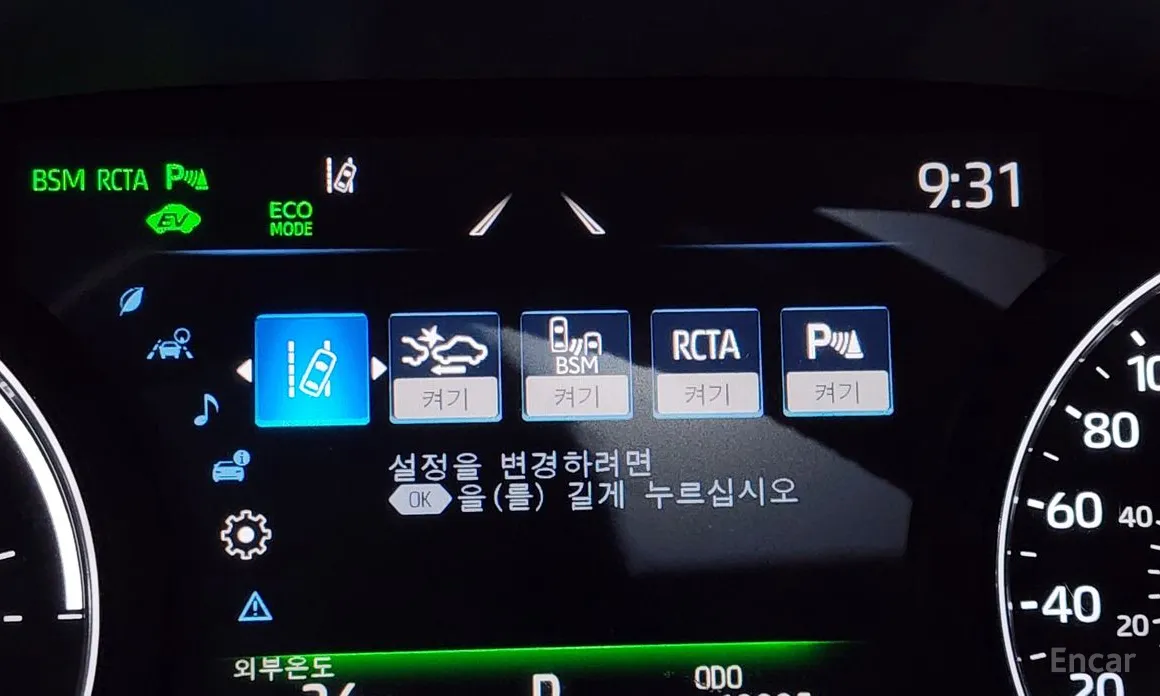 BSM RCTA P
9:31
EV
ECO
MODE
RCTA
P
BSM
켜기
켜기
켜기
켜기
설정을 변경하려면
OK 을(를) 길게 누르십시오
100
80
60
40
40
20
20
외부온도
ODO
Encar